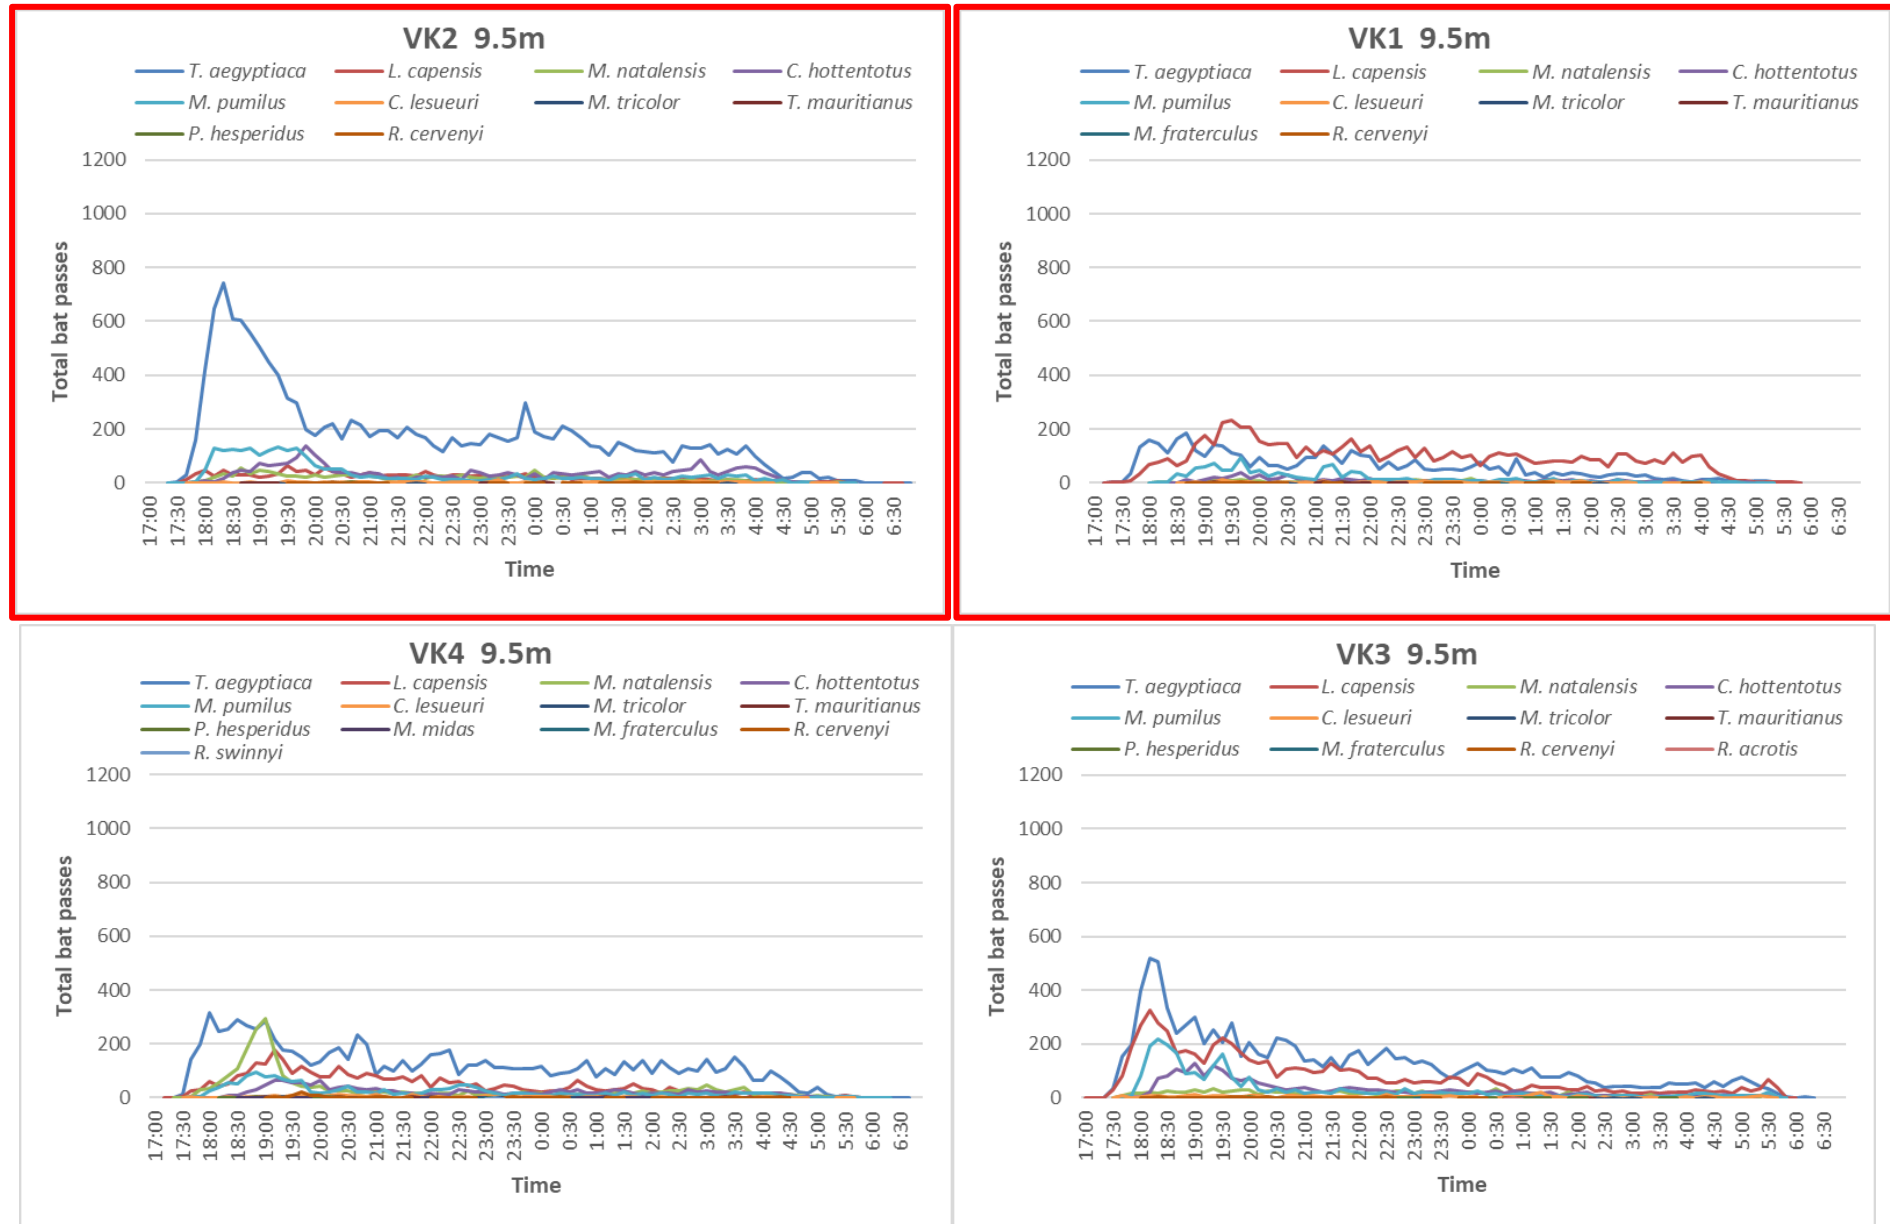 VK2  9.5m
T. aegyptiaca L. capensis M. natalensis C. hottentotus
M. pumilus C. lesueuri M. tricolor T. mauritianus
P. hesperidus R. cervenyi
1200
1000
800
600
400
200
0
Total bat passes
17:00 17:30 18:00 18:30 19:00 19:30 20:00 20:30 21:00 21:30 22:00 22:30 23:00 23:30 0:00 0:30 1:00 1:30 2:00 2:30 3:00 3:30 4:00 4:30 5:00 5:30 6:00 6:30
Time
VK1  9.5m
T. aegyptiaca L. capensis M. natalensis C. hottentotus
M. pumilus C. lesueuri M. tricolor T. mauritianus
M. fraterculus R. cervenyi
1200
1000
800
600
400
200
0
Total bat passes
17:00 17:30 18:00 18:30 19:00 19:30 20:00 20:30 21:00 21:30 22:00 22:30 23:00 23:30 0:00 0:30 1:00 1:30 2:00 2:30 3:00 3:30 4:00 4:30 5:00 5:30 6:00 6:30
Time
VK4  9.5m
T. aegyptiaca L. capensis M. natalensis C. hottentotus
M. pumilus C. lesueuri M. tricolor T. mauritianus
P. hesperidus M. midas M. fraterculus R. cervenyi
R. swinnyi
1200
1000
800
600
400
200
0
Total bat passes
17:00 17:30 18:00 18:30 19:00 19:30 20:00 20:30 21:00 21:30 22:00 22:30 23:00 23:30 0:00 0:30 1:00 1:30 2:00 2:30 3:00 3:30 4:00 4:30 5:00 5:30 6:00 6:30
Time
VK3  9.5m
T. aegyptiaca L. capensis M. natalensis C. hottentotus
M. pumilus C. lesueuri M. tricolor T. mauritianus
P. hesperidus M. fraterculus R. cervenyi R. acrotis
1200
1000
800
600
400
200
0
Total bat passes
17:00 17:30 18:00 18:30 19:00 19:30 20:00 20:30 21:00 21:30 22:00 22:30 23:00 23:30 0:00 0:30 1:00 1:30 2:00 2:30 3:00 3:30 4:00 4:30 5:00 5:30 6:00 6:30
Time